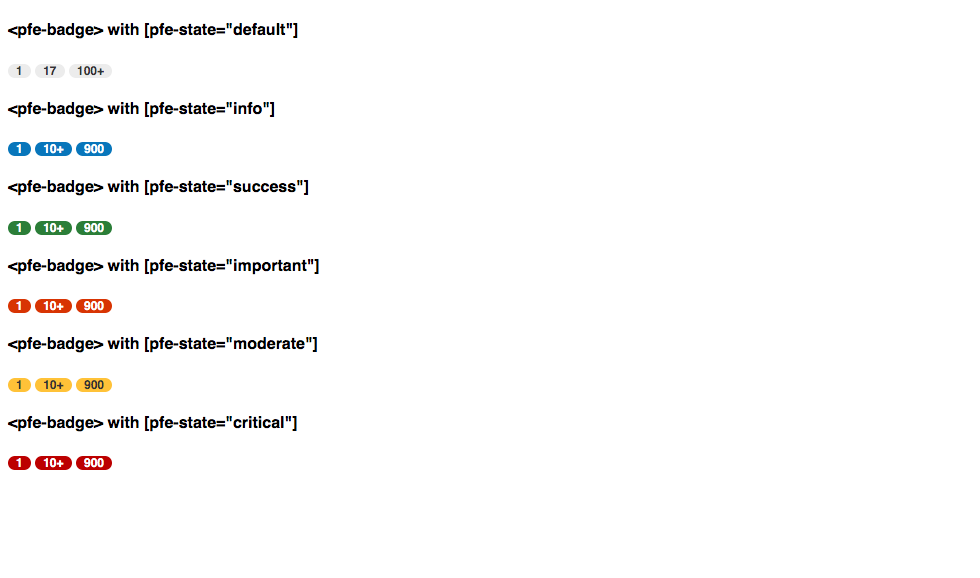 <pfe-badge> with [pfe-state="default"]
1 17 100+
<pfe-badge> with [pfe-state="info"]
1 10+ 900
<pfe-badge> with [pfe-state="success"]
1 10+ 900
<pfe-badge> with [pfe-state="important"]
1 10+ 900
<pfe-badge> with [pfe-state="moderate"]
1 10+ 900
<pfe-badge> with [pfe-state="critical"]
1 10+ 900